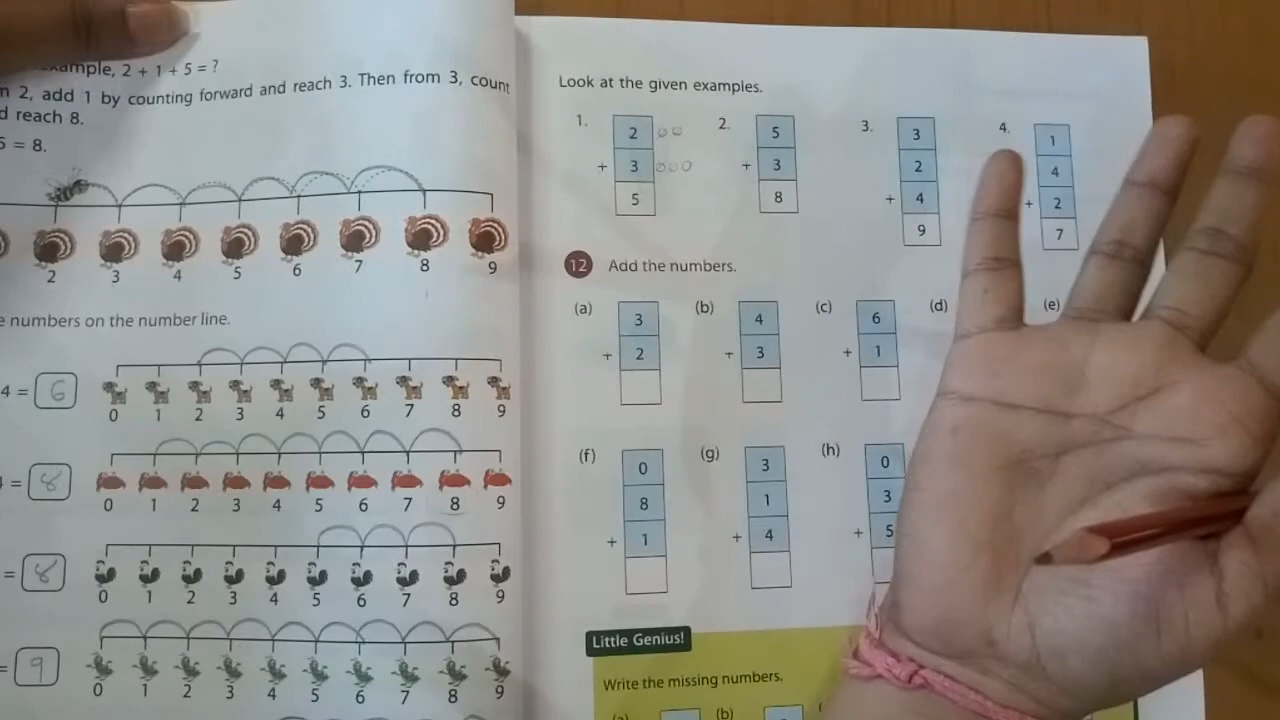 example, 2 + 1 + 5 = ?
2, add 1 by counting forward and reach 3. Then from 3, count
reach 8.
5 = 8.
2 3 4 5 6 7 8 9
numbers on the number line.
4 = 6
0 1 2 3 4 5 6 7 8 9
= 8
0 1 2 3 4 5 6 7 8 9
= 8
0 1 2 3 4 5 6 7 8 9
= 9
0 1 2 3 4 5 6 7 8 9
Look at the given examples.
1. 2. 3. 4.
2 5 3 1
+ 3 + 3 2 4
5 8 + 4 + 2
9 7
12 Add the numbers.
(a) (b) (c) (d) (e)
3 4 6
+ 2 + 3 + 1
(f) (g) (h)
0 3 0
8 1 3
+ 1 + 4 + 5
Little Genius!
Write the missing numbers.
(a) (b)